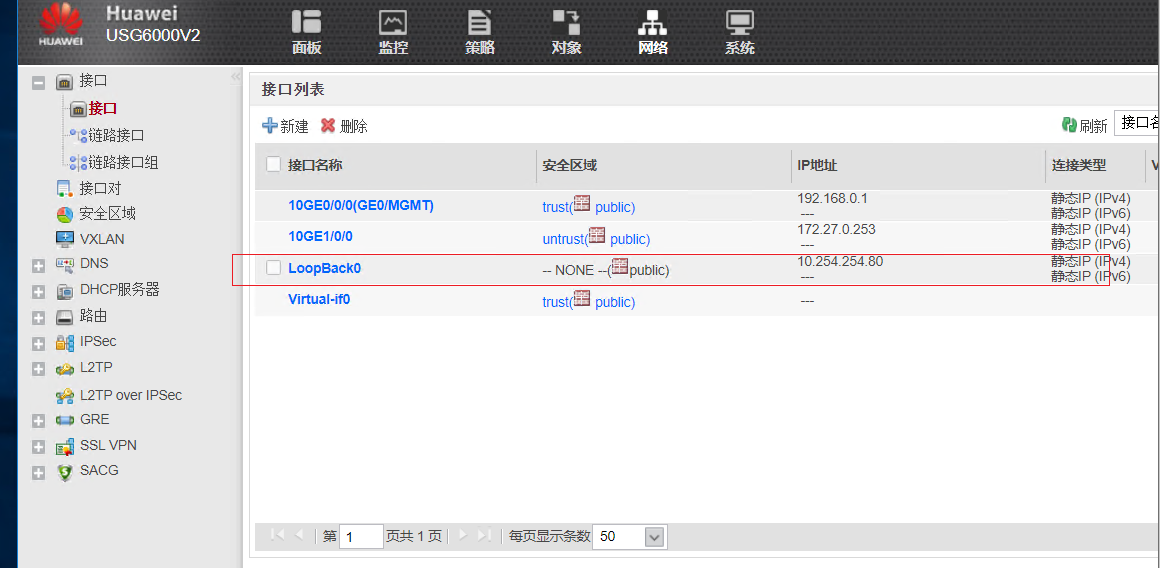 Huawei
USG6000V2
HUAWEI
面板
监控
策略
对象
网络
系统
接口
接口
链路接口
链路接口组
接口对
安全区域
VXLAN
DNS
DHCP服务器
路由
IPSec
L2TP
L2TP over IPSec
GRE
SSL VPN
SACG
接口列表
新建 删除 刷新 接口名
接口名称 安全区域 IP地址 连接类型 V
10GE0/0/0(GE0/MGMT) trust( public) 192.168.0.1 静态IP (IPv4)
--- 静态IP (IPv6)
10GE1/0/0 untrust( public) 172.27.0.253 静态IP (IPv4)
--- 静态IP (IPv6)
LoopBack0 -- NONE --(public) 10.254.254.80 静态IP (IPv4)
--- 静态IP (IPv6)
Virtual-if0 trust( public) ---
第 1 页共 1 页 每页显示条数 50